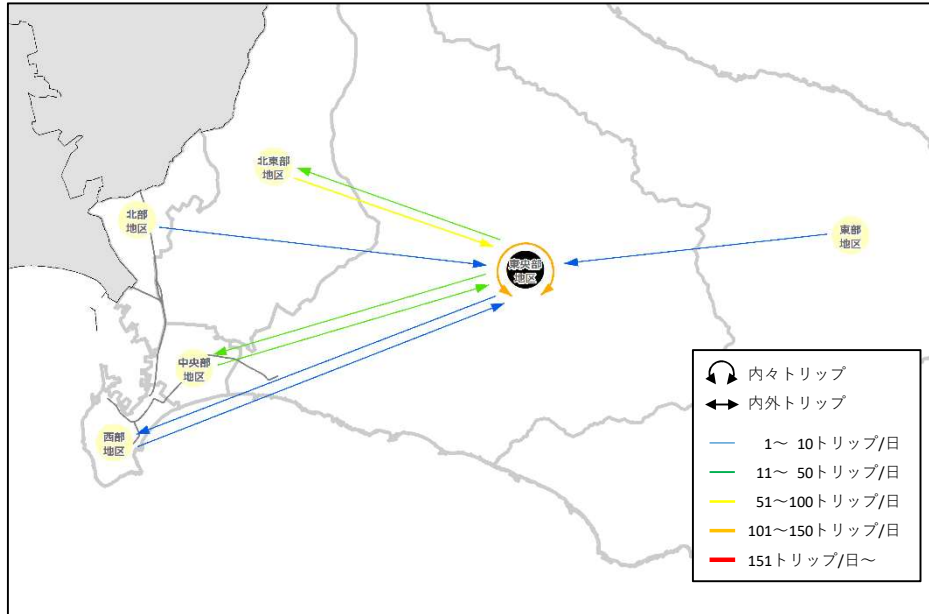 北東部
地区
北部
地区
東部
地区
東央部
地区
中央部
地区
西部
地区
内々トリップ
内外トリップ
1～ 10トリップ/日
11～ 50トリップ/日
51～100トリップ/日
101～150トリップ/日
151トリップ/日～